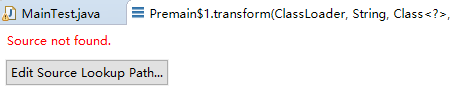 MainTest.java Premain$1.transform(ClassLoader, String, Class<?>,
Source not found.
Edit Source Lookup Path...